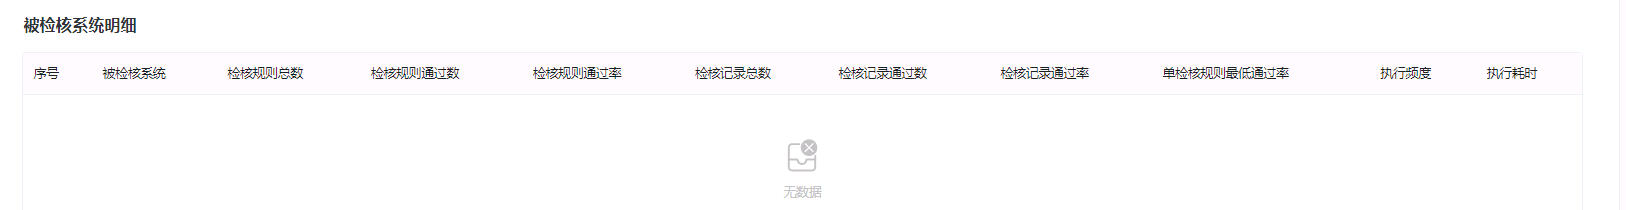 被检核系统明细
序号 被检核系统 检核规则总数 检核规则通过数 检核规则通过率 检核记录总数 检核记录通过数 检核记录通过率 单检核规则最低通过率 执行频度 执行耗时
无数据